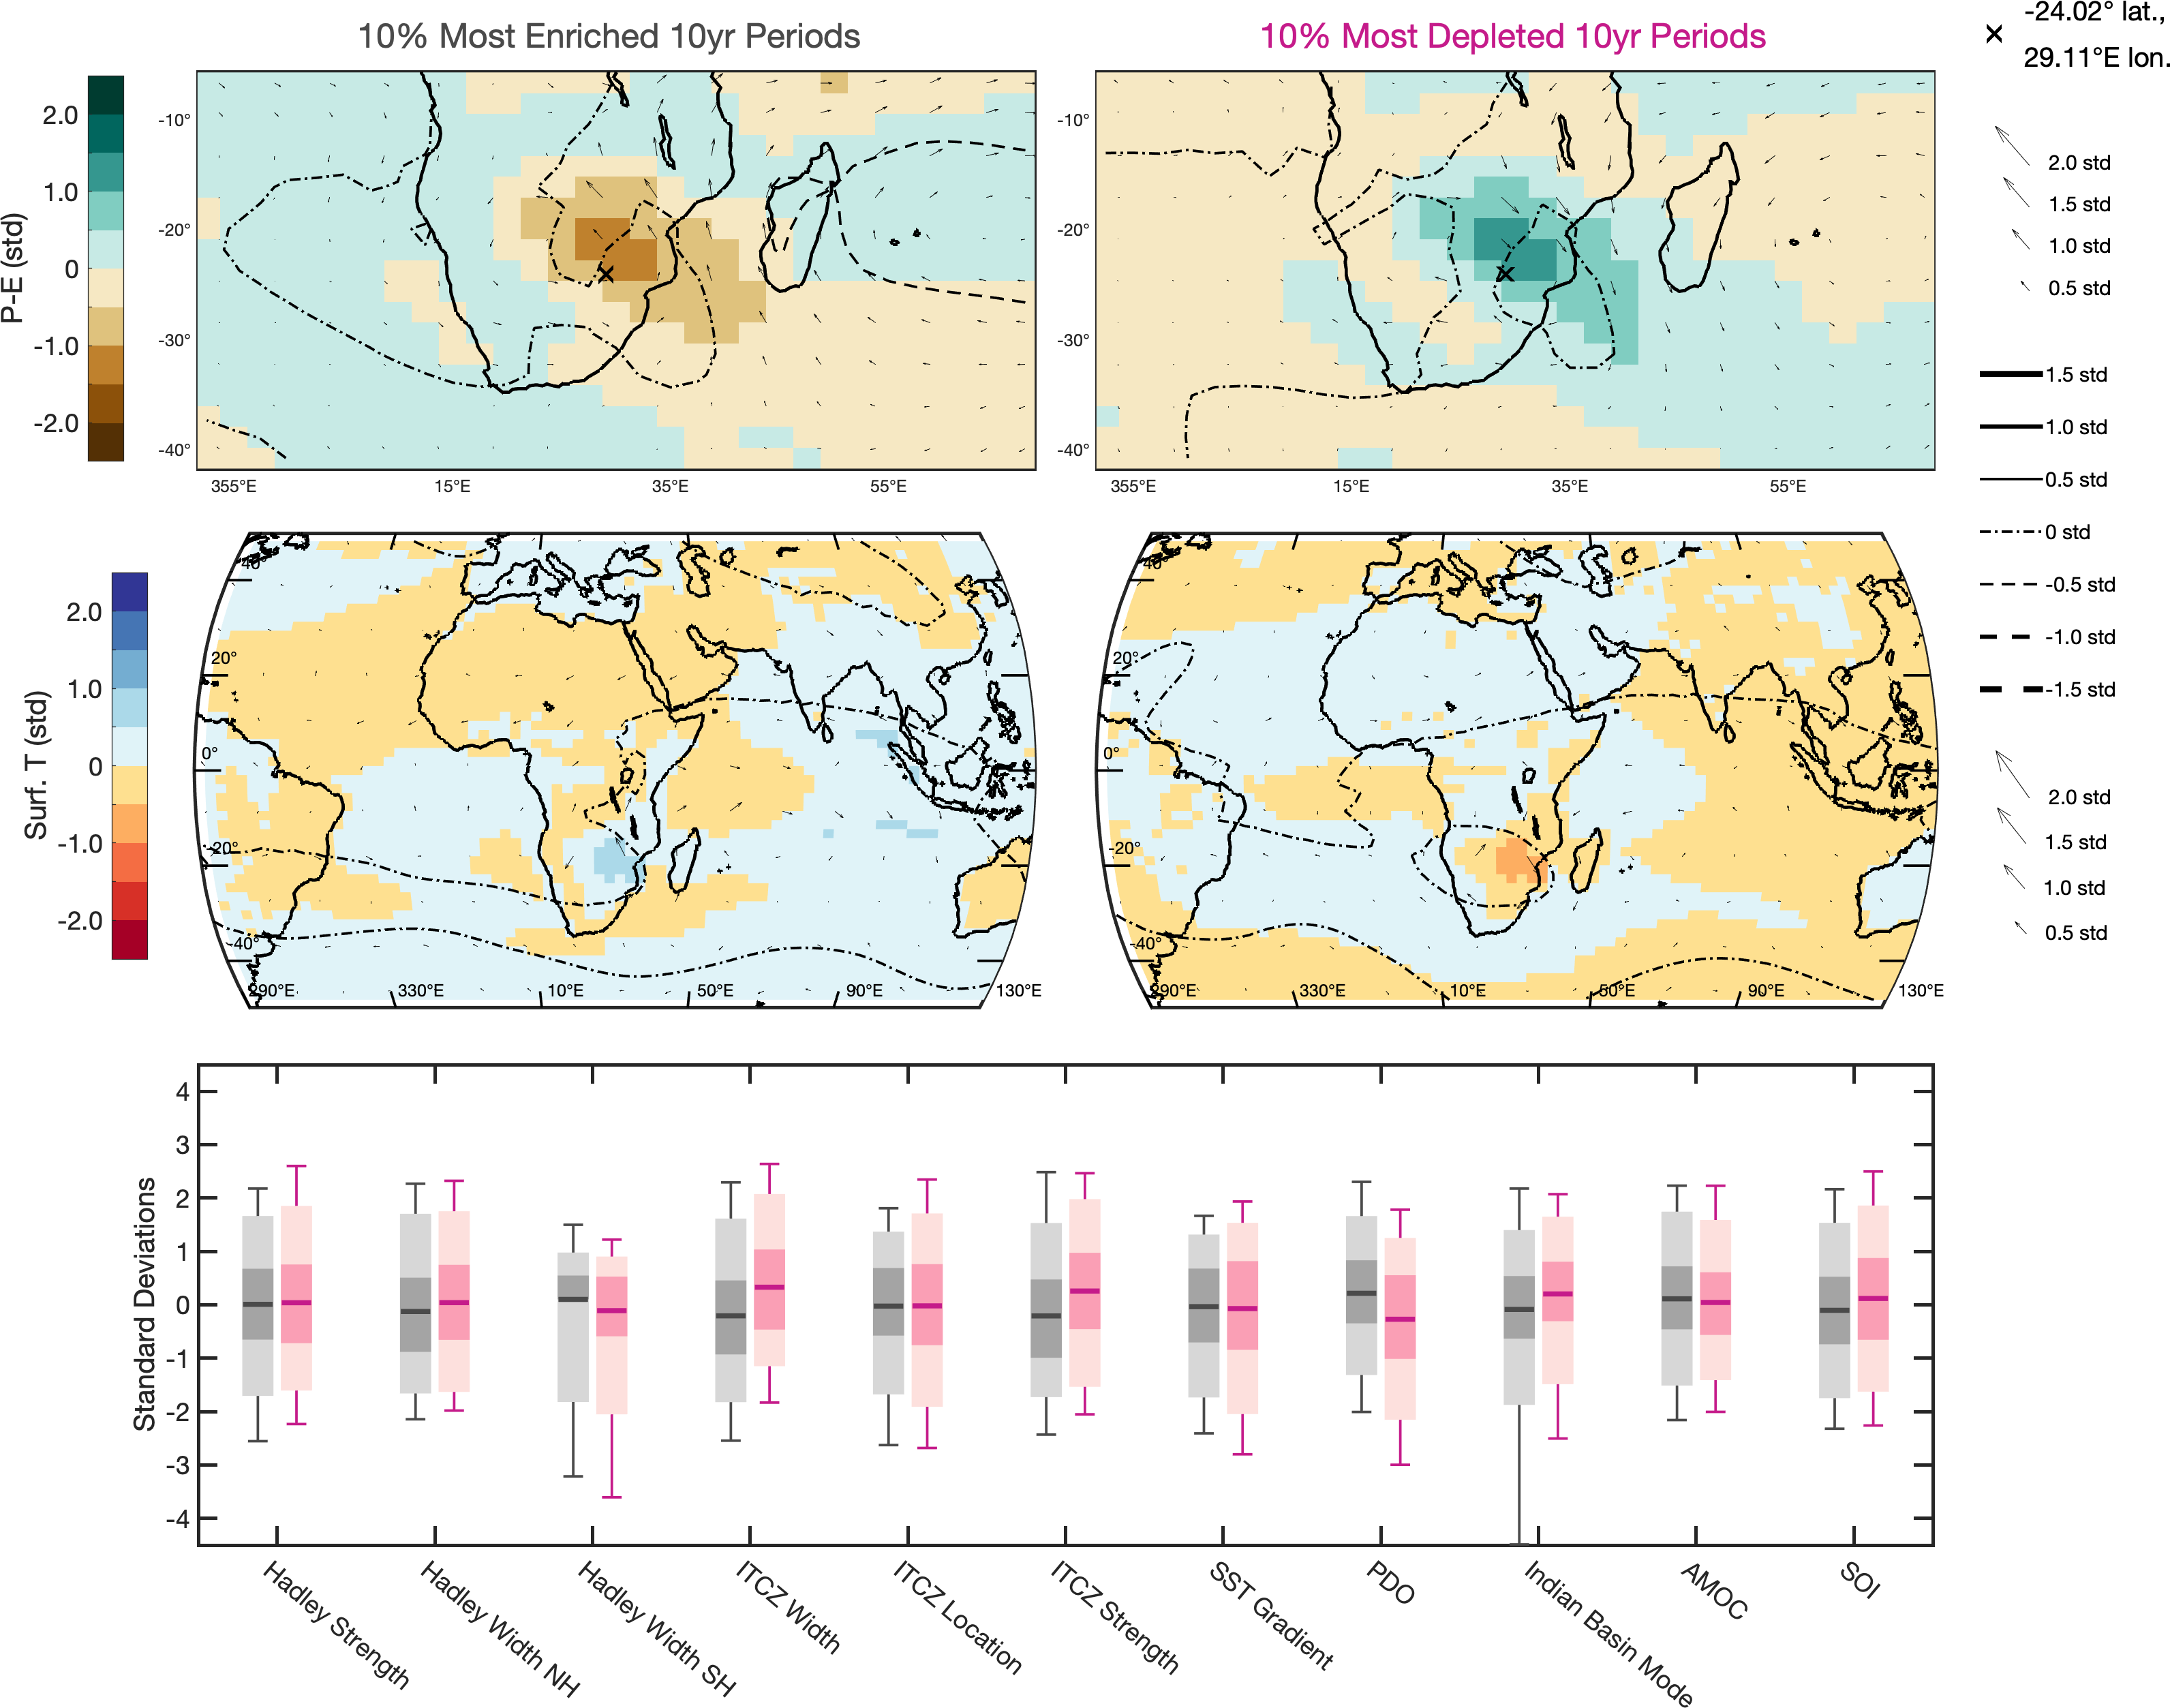 10% Most Enriched 10yr Periods
10% Most Depleted 10yr Periods
-24.02° lat.,
29.11°E lon.
P-E (std)
2.0
1.0
0
-1.0
-2.0
-10°
-20°
-30°
-40°
355°E 15°E 35°E 55°E
-10°
-20°
-30°
-40°
355°E 15°E 35°E 55°E
2.0 std
1.5 std
1.0 std
0.5 std
1.5 std
1.0 std
0.5 std
0 std
-0.5 std
-1.0 std
-1.5 std
Surf. T (std)
2.0
1.0
0
-1.0
-2.0
40°
20°
0°
-20°
-40°
290°E 330°E 10°E 50°E 90°E 130°E
40°
20°
0°
-20°
-40°
290°E 330°E 10°E 50°E 90°E 130°E
2.0 std
1.5 std
1.0 std
0.5 std
Standard Deviations
4
3
2
1
0
-1
-2
-3
-4
Hadley Strength
Hadley Width NH
Hadley Width SH
ITCZ Width
ITCZ Location
ITCZ Strength
SST Gradient
PDO
Indian Basin Mode
AMOC
SOI